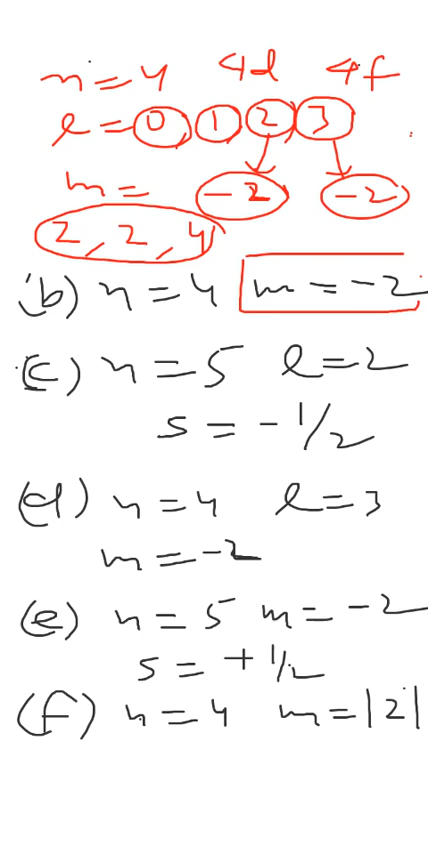 n=4 4d 4f
l=0,1,2,3
m= -2 -2
2,2,4
(b) n=4 m=-2
(c) n=5 l=2
s=-1/2
(d) n=4 l=3
m=-2
(e) n=5 m=-2
s=+1/2
(f) n=4 m=|2|